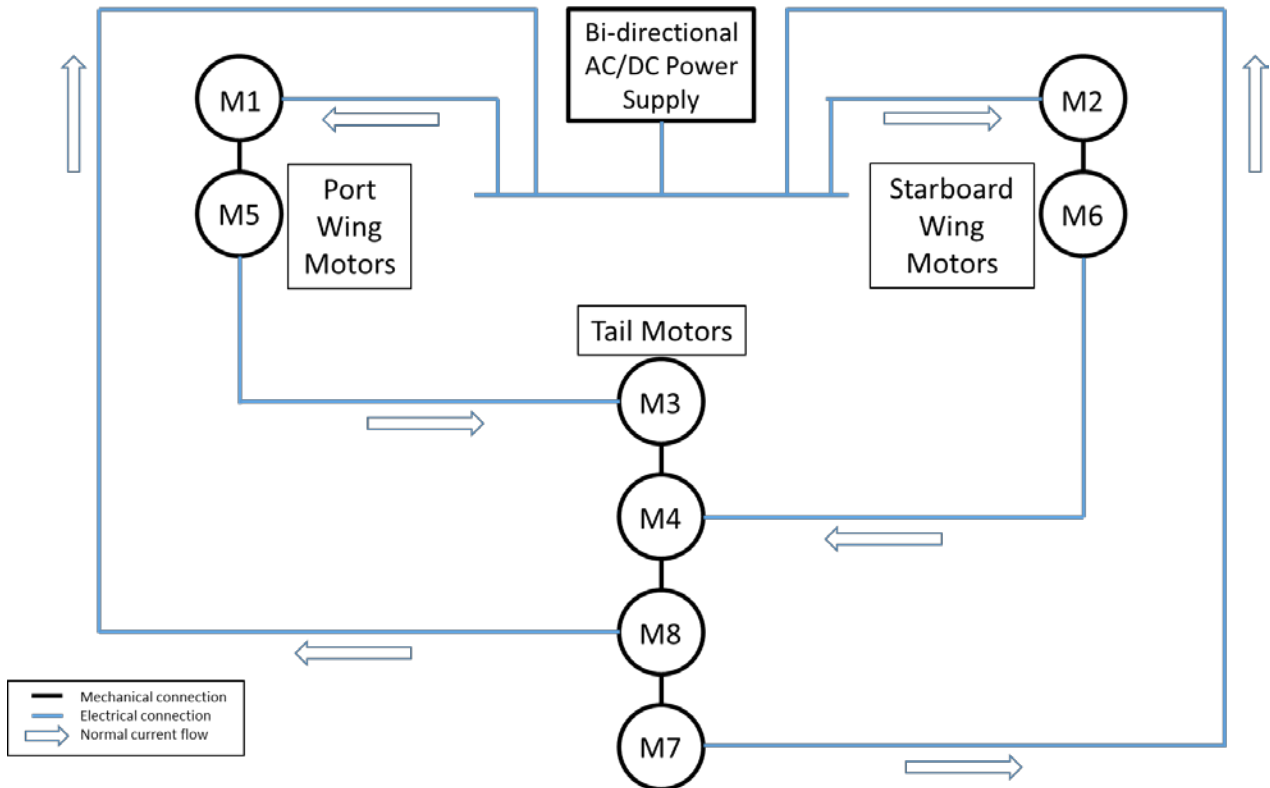 Bi-directional
AC/DC Power
Supply
M1
M2
M5
Port
Wing
Motors
Starboard
Wing
Motors
M6
Tail Motors
M3
M4
M8
M7
Mechanical connection
Electrical connection
Normal current flow